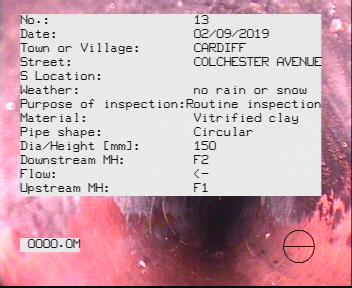 No.: 13
Date: 02/09/2019
Town or Village: CARDIFF
Street: COLCHESTER AVENUE
S Location:
Weather: no rain or snow
Purpose of inspection:Routine inspection
Material: Vitrified clay
Pipe shape: Circular
Dia/Height [mm]: 150
Downstream MH: F2
Flow: <-
Upstream MH: F1
0000.0M